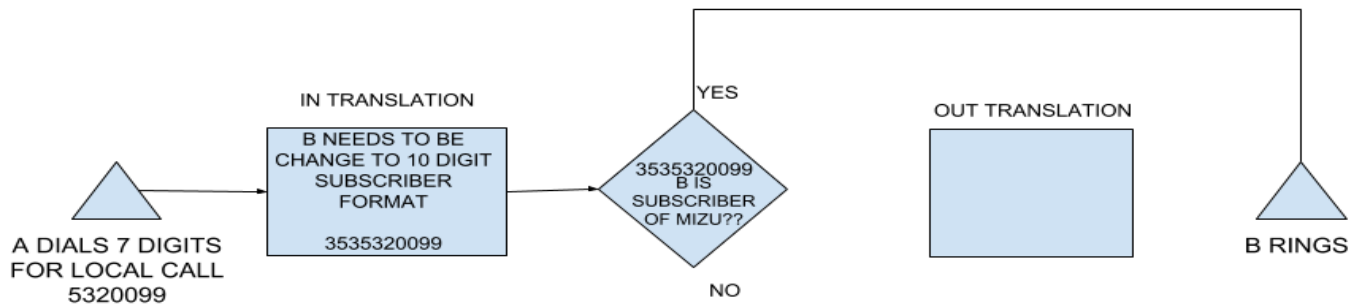 A DIALS 7 DIGITS
FOR LOCAL CALL
5320099
IN TRANSLATION
B NEEDS TO BE
CHANGE TO 10 DIGIT
SUBSCRIBER
FORMAT
3535320099
YES
3535320099
B IS
SUBSCRIBER
OF MIZU??
NO
OUT TRANSLATION
B RINGS